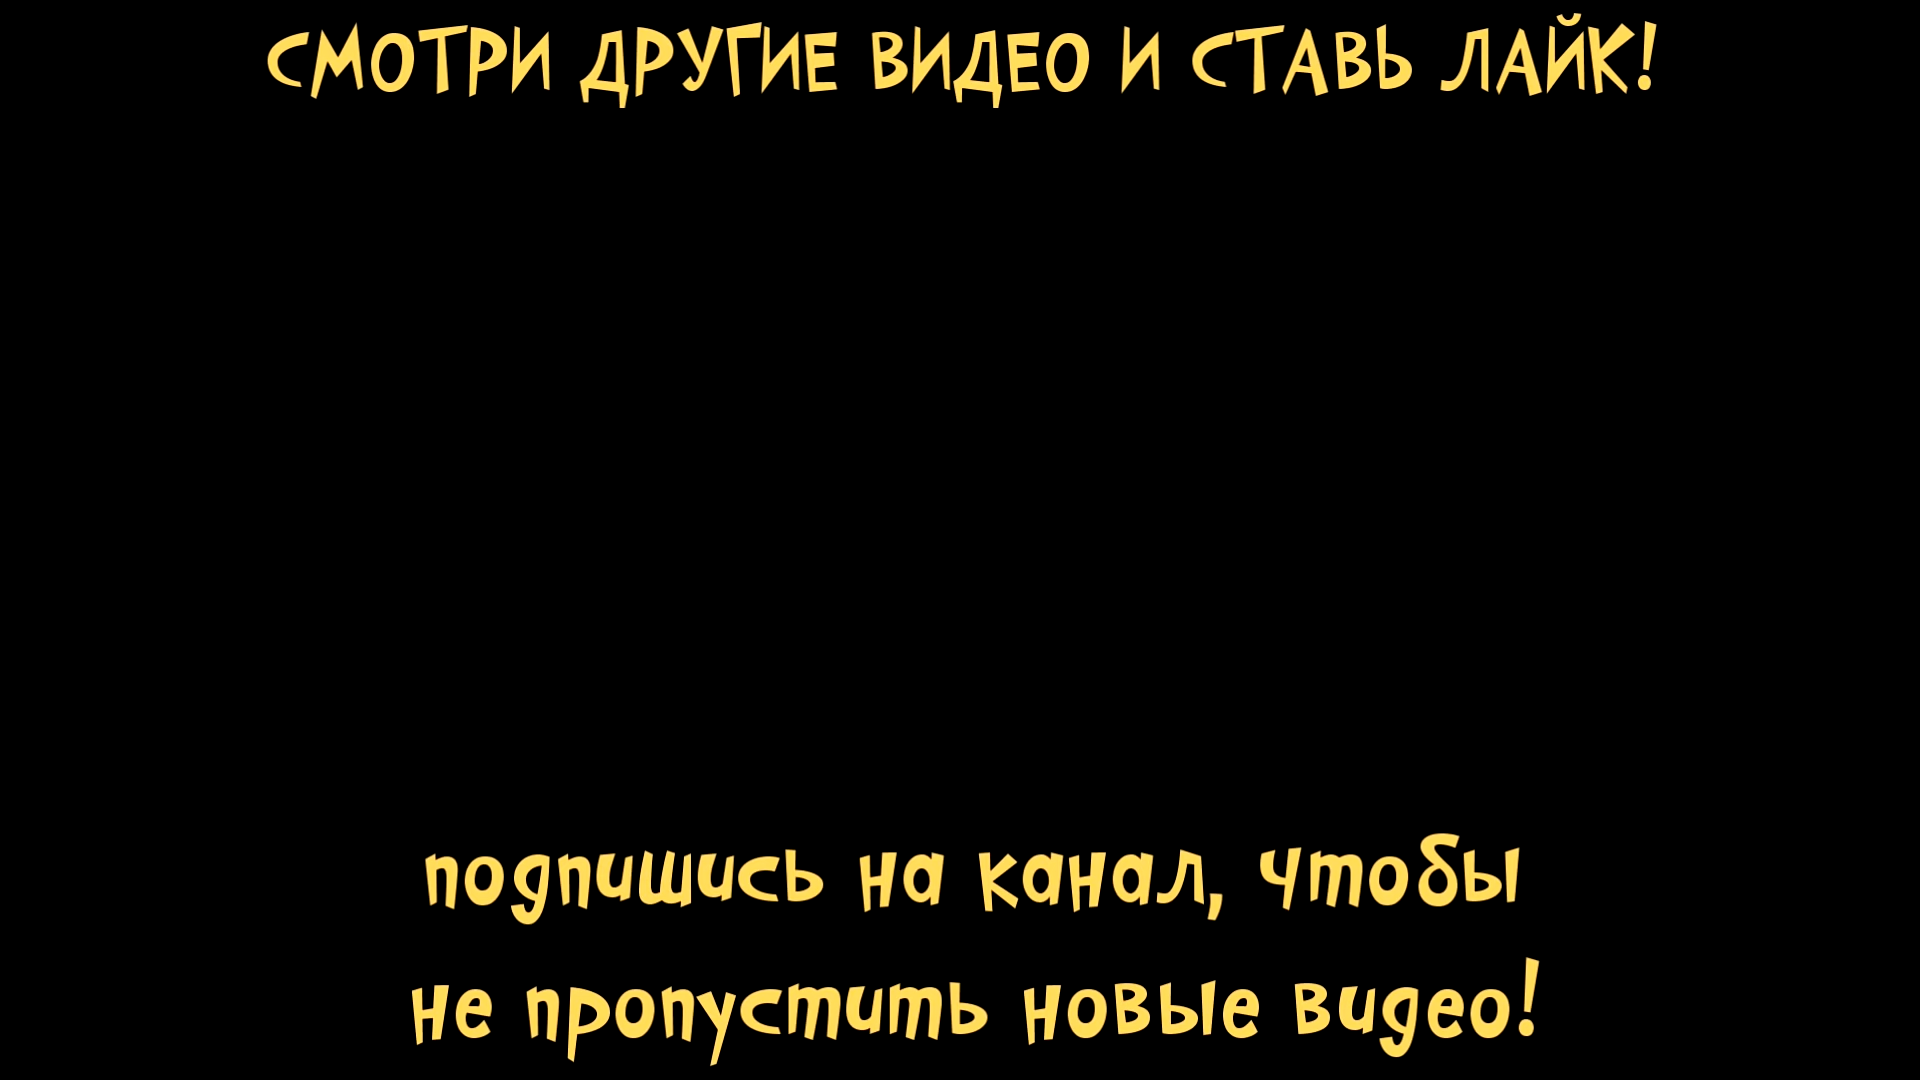 СМОТРИ ДРУГИЕ ВИДЕО И СТАВЬ ЛАЙК!
подпишись на канал, чтобы
не пропустить новые видео!